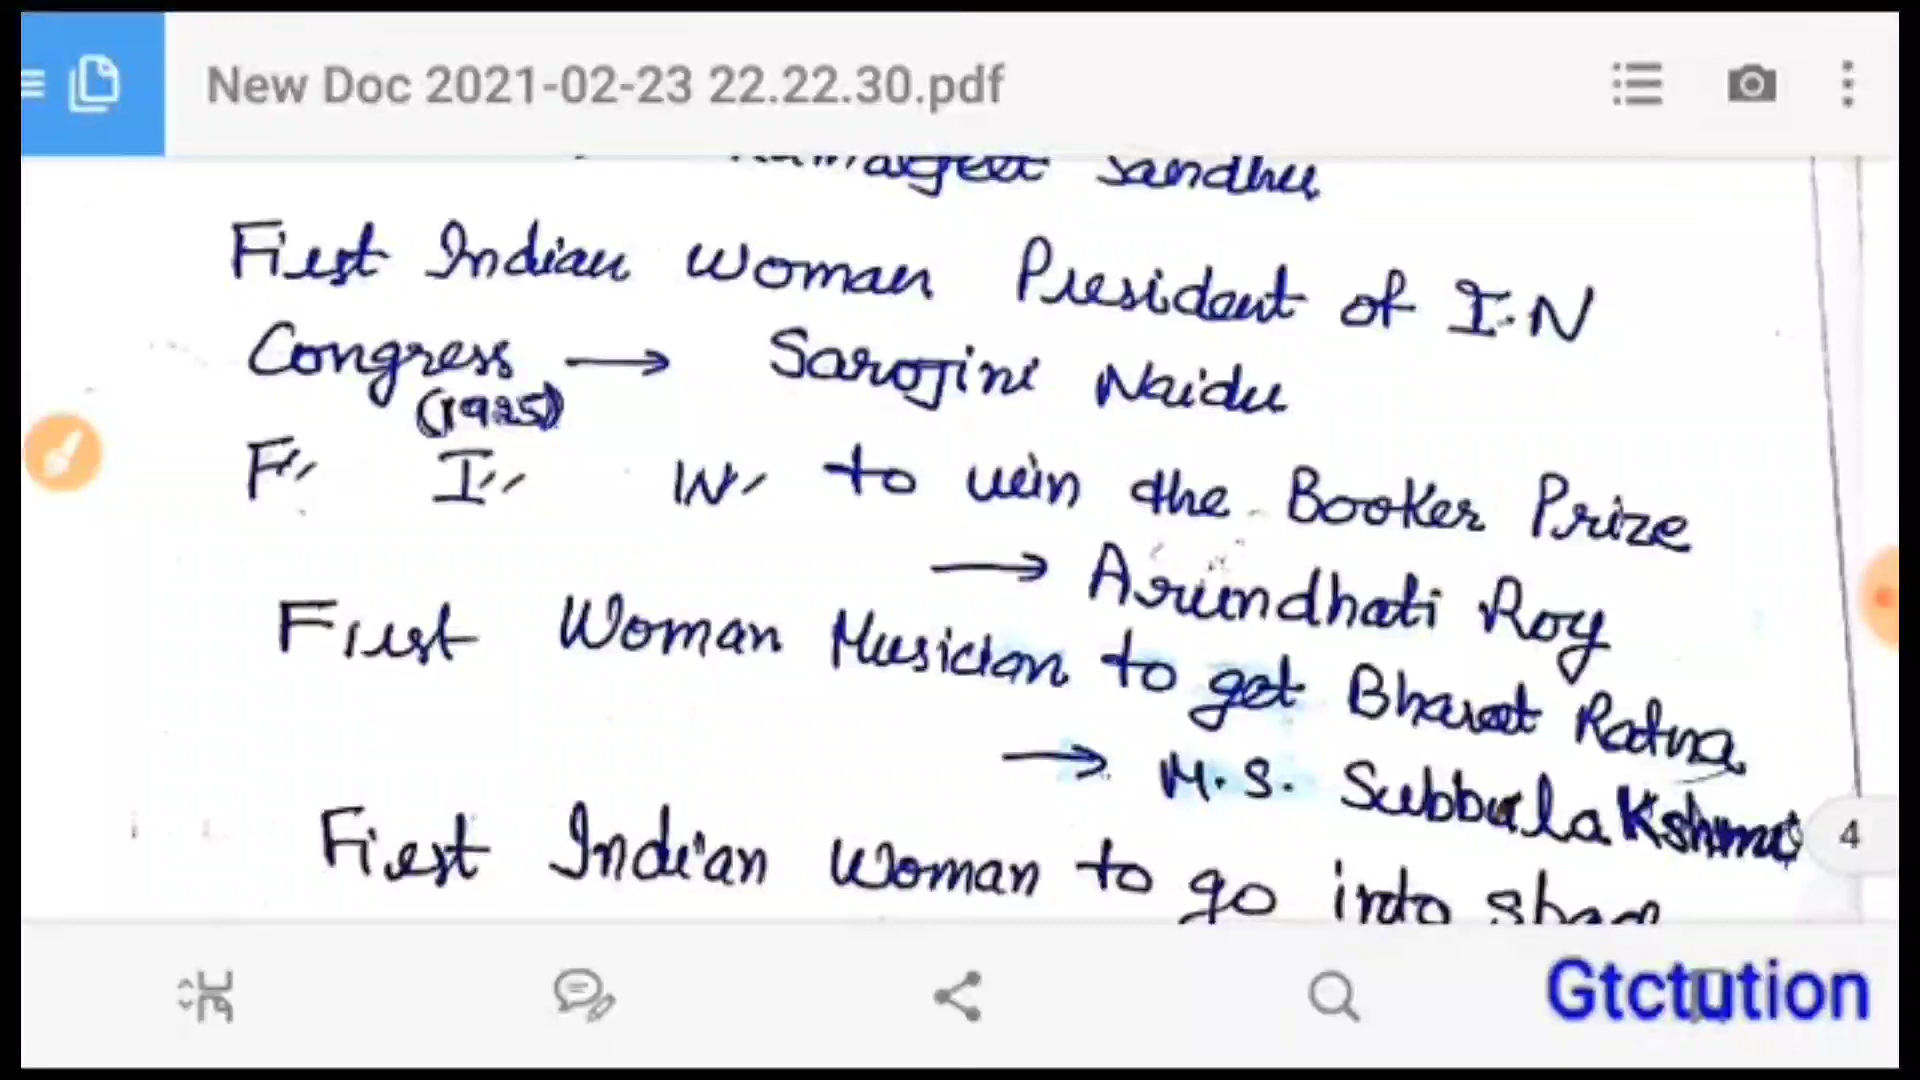 New Doc 2021-02-23 22.22.30.pdf
Sandhu
First Indian Woman President of I.N
Congress → Sarojini Naidu
(1925)
F〃 I〃 W〃 to win the Booker Prize
→ Arundhati Roy
First Woman Musician to get Bharat Ratna
→ M.S. SubbulaKshmi
4
First Indian Woman to go into
Gtctution